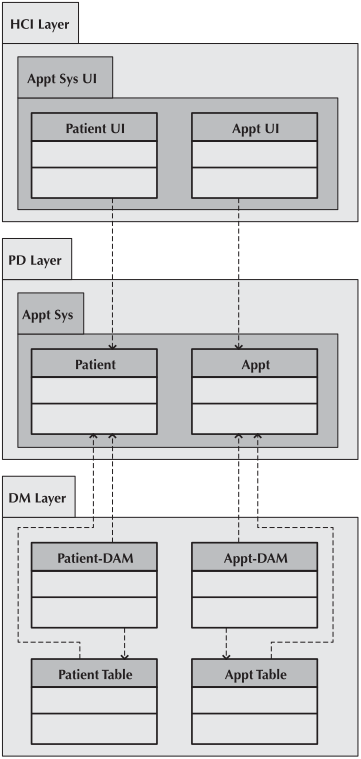 HCI Layer
Appt Sys UI
Patient UI
Appt UI
PD Layer
Appt Sys
Patient
Appt
DM Layer
Patient-DAM
Appt-DAM
Patient Table
Appt Table